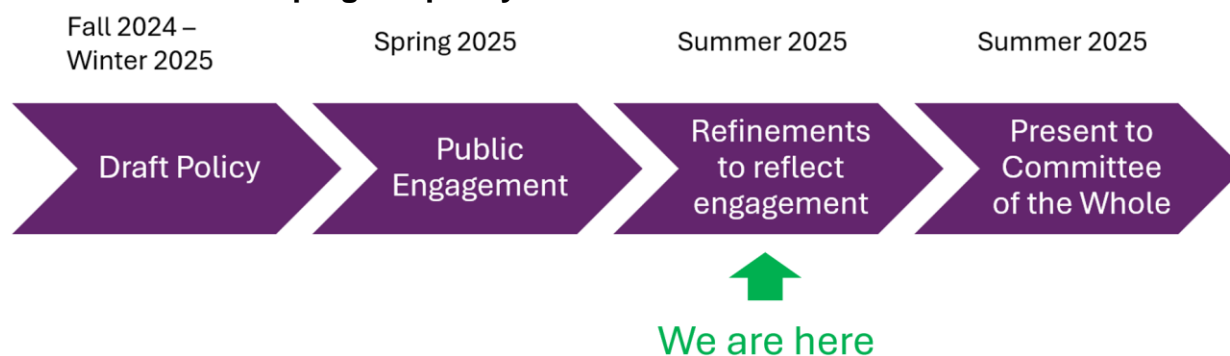 Fall 2024 –
Winter 2025
Spring 2025
Summer 2025
Summer 2025
Draft Policy
Public
Engagement
Refinements
to reflect
engagement
Present to
Committee
of the Whole
We are here